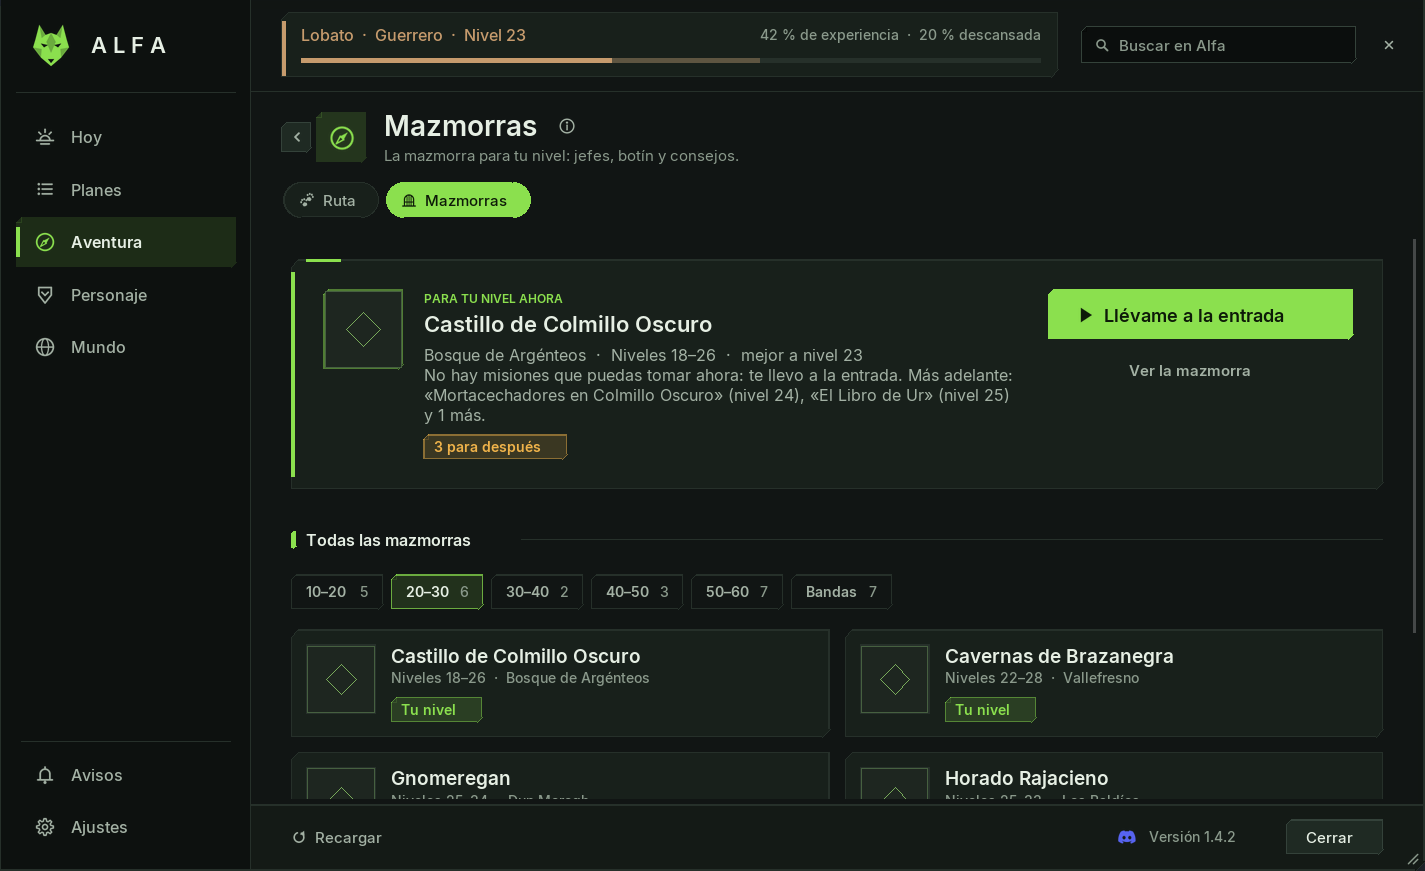 ALFA
Lobato · Guerrero · Nivel 23
42 % de experiencia · 20 % descansada
Buscar en Alfa
Hoy
Planes
Aventura
Personaje
Mundo
Avisos
Ajustes
Mazmorras
La mazmorra para tu nivel: jefes, botín y consejos.
Ruta
Mazmorras
PARA TU NIVEL AHORA
Castillo de Colmillo Oscuro
Bosque de Argénteos · Niveles 18–26 · mejor a nivel 23
No hay misiones que puedas tomar ahora: te llevo a la entrada. Más adelante:
«Mortacechadores en Colmillo Oscuro» (nivel 24), «El Libro de Ur» (nivel 25)
y 1 más.
3 para después
Llévame a la entrada
Ver la mazmorra
Todas las mazmorras
10–20 5
20–30 6
30–40 2
40–50 3
50–60 7
Bandas 7
Castillo de Colmillo Oscuro
Niveles 18–26 · Bosque de Argénteos
Tu nivel
Cavernas de Brazanegra
Niveles 22–28 · Vallefresno
Tu nivel
Gnomeregan
Horado Rajacieno
Recargar
Versión 1.4.2
Cerrar